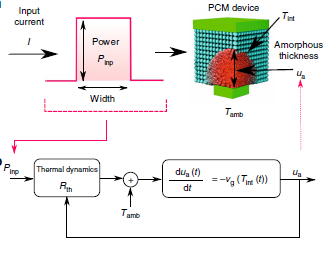 Input
current
I
Power
P_inp
Width
PCM device
T_int
Amorphous
thickness
u_a
T_amb
P_inp
Thermal dynamics
R_th
+
T_amb
du_a (t)
dt
= -v_g (T_int (t))
u_a